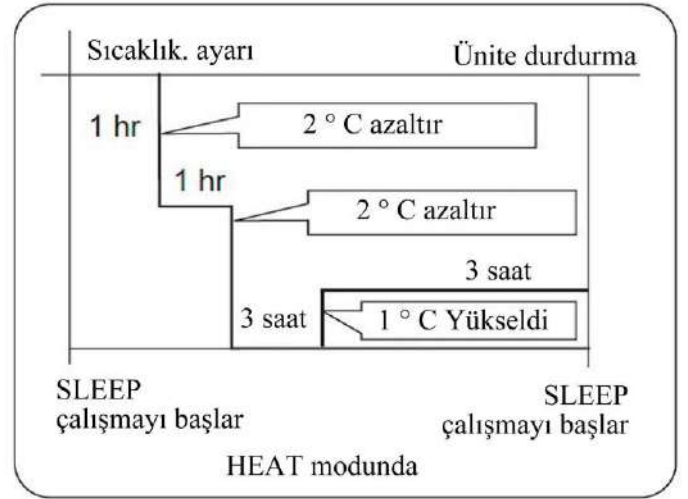 Sıcaklık. ayarı
Ünite durdurma
1 hr
2 ° C azaltır
1 hr
2 ° C azaltır
3 saat
3 saat
1 ° C Yükseldi
SLEEP
çalışmayı başlar
SLEEP
çalışmayı başlar
HEAT modunda